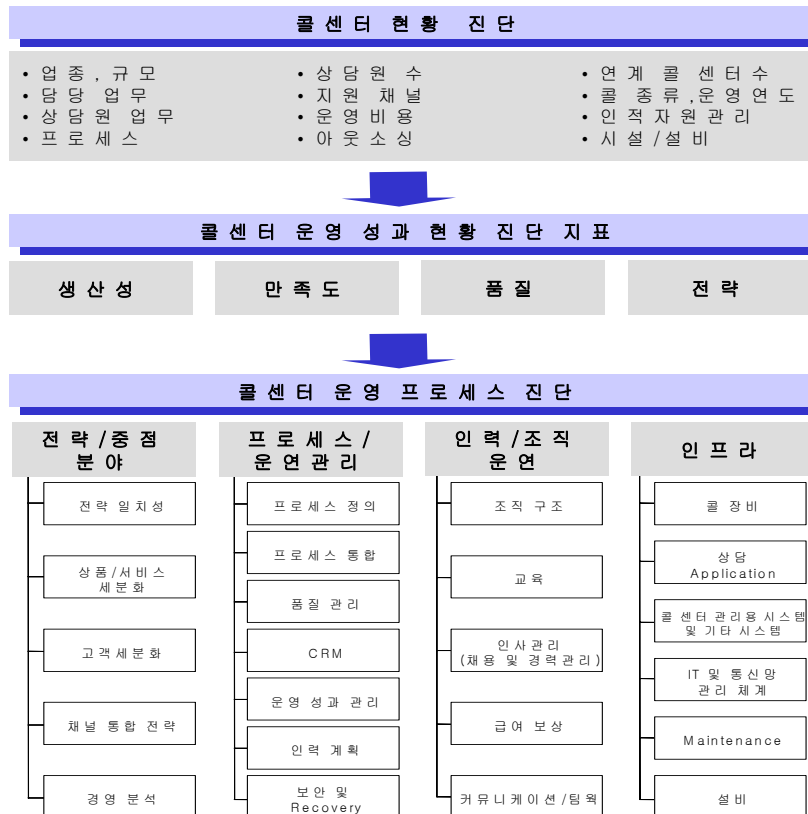 콜센터 현황 진단
• 업종, 규모
• 담당 업무
• 상담원 업무
• 프로세스
• 상담원 수
• 지원 채널
• 운영비용
• 아웃소싱
• 연계 콜 센터수
• 콜 종류,운영연도
• 인적자원관리
• 시설/설비
콜센터 운영 성과 현황 진단 지표
생산성
만족도
품질
전략
콜센터 운영 프로세스 진단
전략/중점
분야
전략 일치성
상품/서비스
세분화
고객세분화
채널 통합 전략
경영 분석
프로세스/
운연관리
프로세스 정의
프로세스 통합
품질 관리
CRM
운영 성과 관리
인력 계획
보안 및
Recovery
인력/조직
운연
조직 구조
교육
인사관리
(채용 및 경력관리)
급여 보상
커뮤니케이션/팀웍
인프라
콜 장비
상담
Application
콜 센터 관리용 시스템
및 기타 시스템
IT 및 통신망
관리 체계
Maintenance
설비